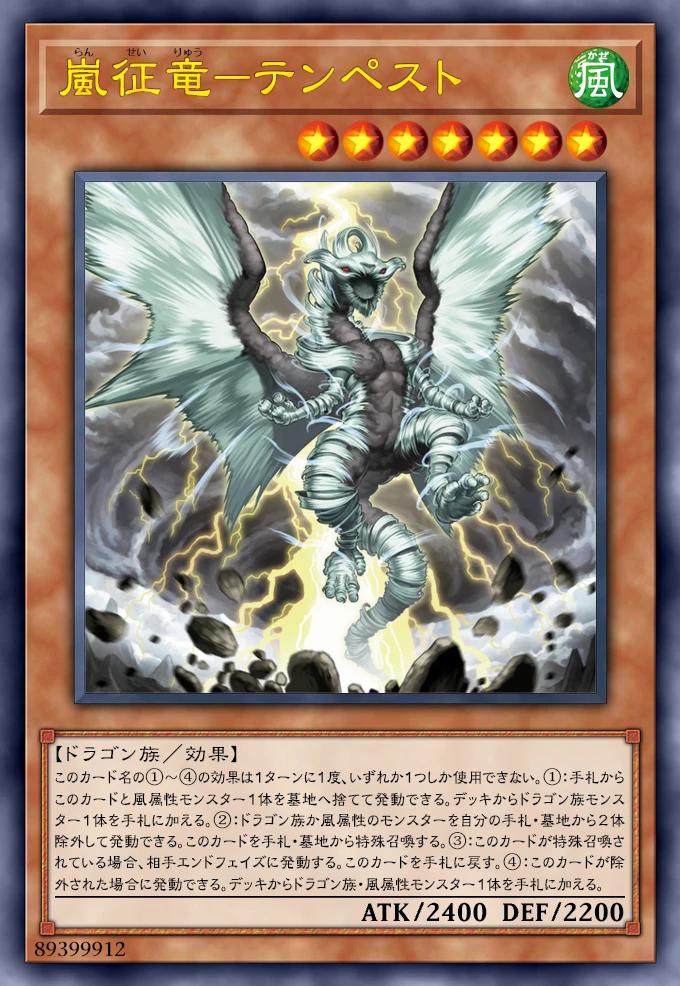 らん せい りゅう
嵐征竜－テンペスト
かぜ
風
【ドラゴン族／効果】
このカード名の①～④の効果は1ターンに1度、いずれか1つしか使用できない。①：手札から
このカードと風属性モンスター1体を墓地へ捨てて発動できる。デッキからドラゴン族モンス
ター1体を手札に加える。②：ドラゴン族か風属性のモンスターを自分の手札・墓地から2体
除外して発動できる。このカードを手札・墓地から特殊召喚する。③：このカードが特殊召喚さ
れている場合、相手エンドフェイズに発動する。このカードを手札に戻す。④：このカードが除
外された場合に発動できる。デッキからドラゴン族・風属性モンスター1体を手札に加える。
ATK/2400 DEF/2200
89399912